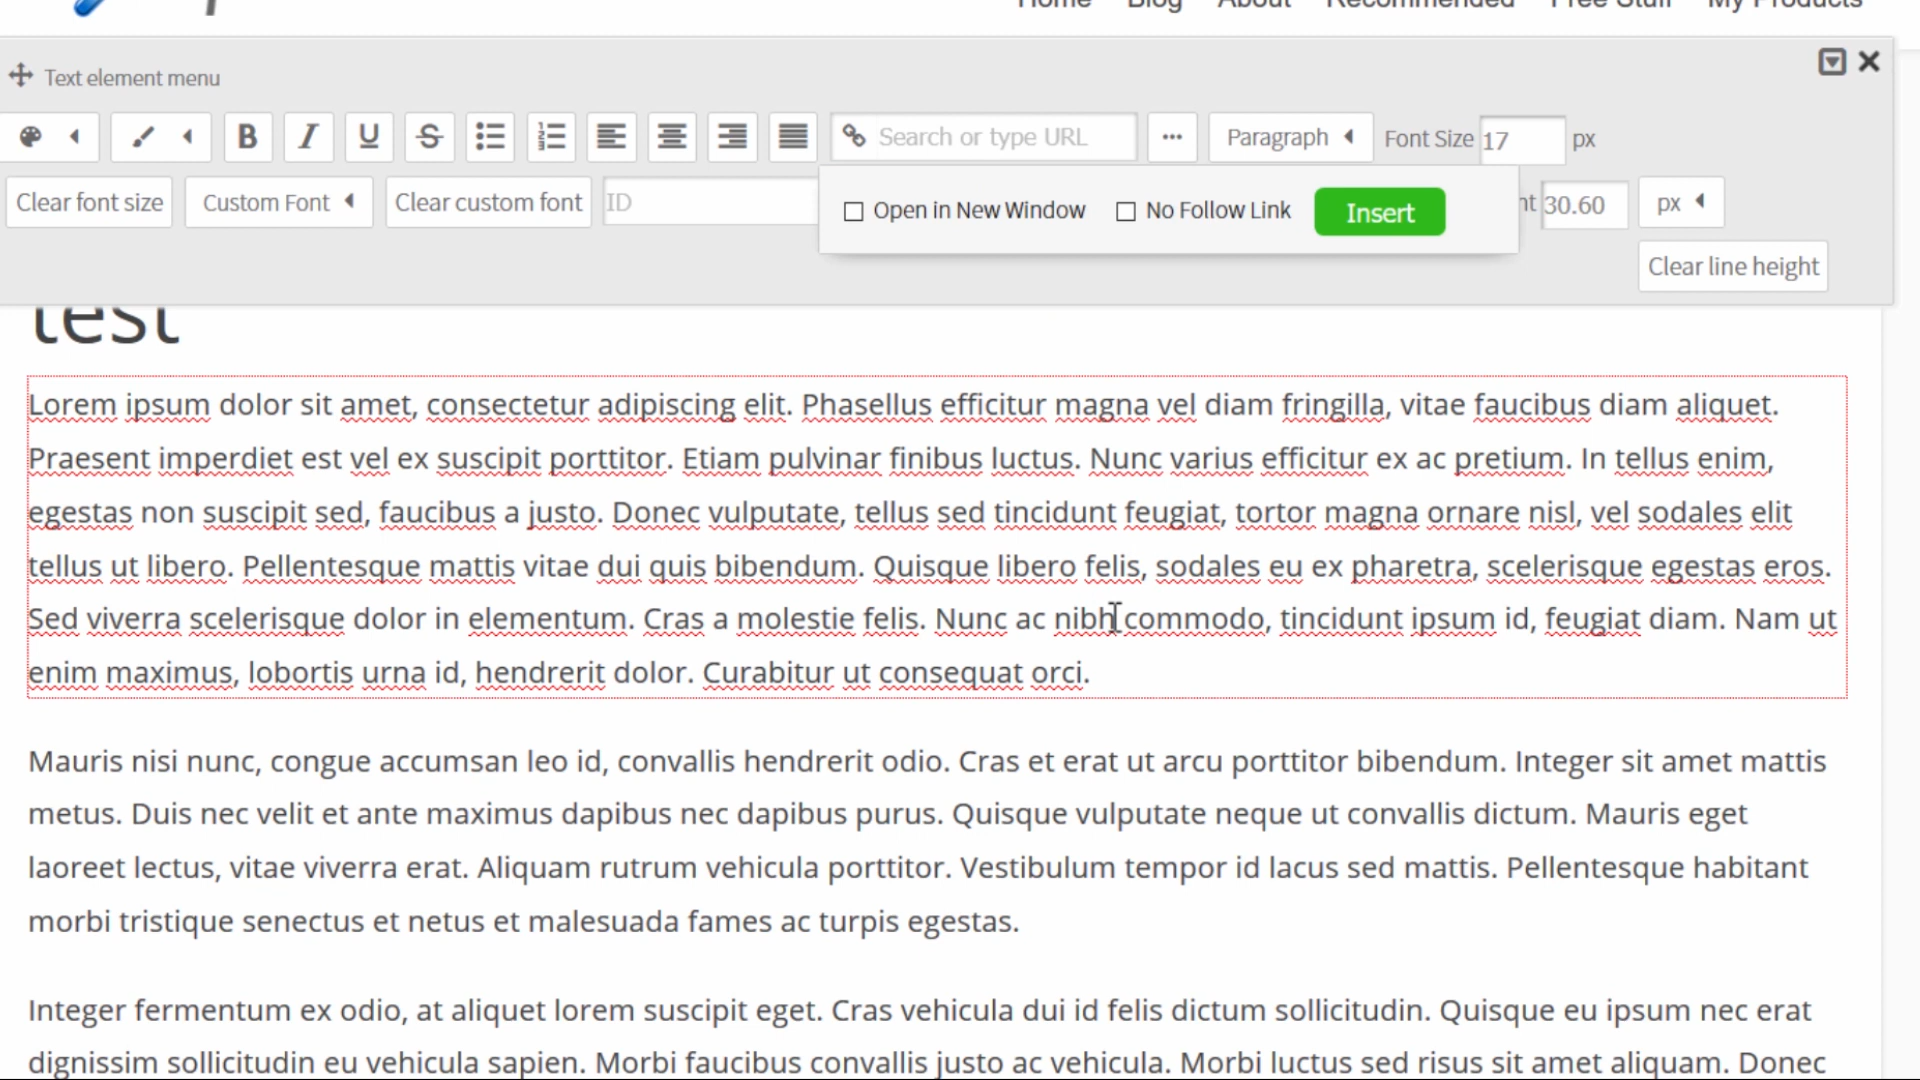 Home Blog About Recommended Free Stuff My Products
Text element menu
B I U S Search or type URL ... Paragraph Font Size 17 px
Clear font size Custom Font Clear custom font ID Open in New Window No Follow Link Insert nt 30.60 px
Clear line height
test
Lorem ipsum dolor sit amet, consectetur adipiscing elit. Phasellus efficitur magna vel diam fringilla, vitae faucibus diam aliquet.
Praesent imperdiet est vel ex suscipit porttitor. Etiam pulvinar finibus luctus. Nunc varius efficitur ex ac pretium. In tellus enim,
egestas non suscipit sed, faucibus a justo. Donec vulputate, tellus sed tincidunt feugiat, tortor magna ornare nisl, vel sodales elit
tellus ut libero. Pellentesque mattis vitae dui quis bibendum. Quisque libero felis, sodales eu ex pharetra, scelerisque egestas eros.
Sed viverra scelerisque dolor in elementum. Cras a molestie felis. Nunc ac nibh commodo, tincidunt ipsum id, feugiat diam. Nam ut
enim maximus, lobortis urna id, hendrerit dolor. Curabitur ut consequat orci.
Mauris nisi nunc, congue accumsan leo id, convallis hendrerit odio. Cras et erat ut arcu porttitor bibendum. Integer sit amet mattis
metus. Duis nec velit et ante maximus dapibus nec dapibus purus. Quisque vulputate neque ut convallis dictum. Mauris eget
laoreet lectus, vitae viverra erat. Aliquam rutrum vehicula porttitor. Vestibulum tempor id lacus sed mattis. Pellentesque habitant
morbi tristique senectus et netus et malesuada fames ac turpis egestas.
Integer fermentum ex odio, at aliquet lorem suscipit eget. Cras vehicula dui id felis dictum sollicitudin. Quisque eu ipsum nec erat
dignissim sollicitudin eu vehicula sapien. Morbi faucibus convallis justo ac vehicula. Morbi luctus sed risus sit amet aliquam. Donec